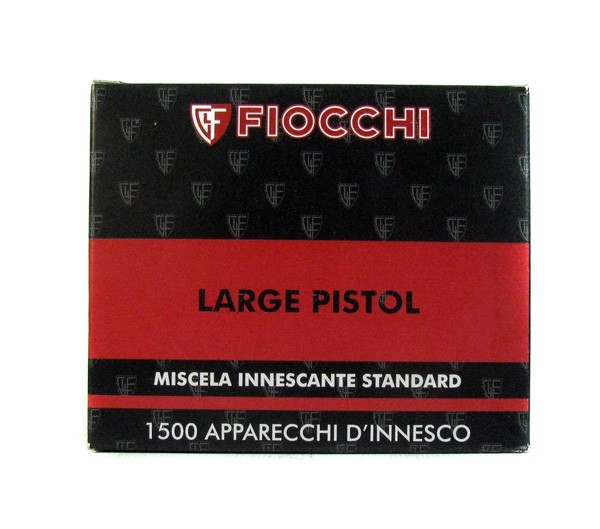 FIOCCHI
LARGE PISTOL
MISCELA INNESCANTE STANDARD
1500 APPARECCHI D'INNESCO